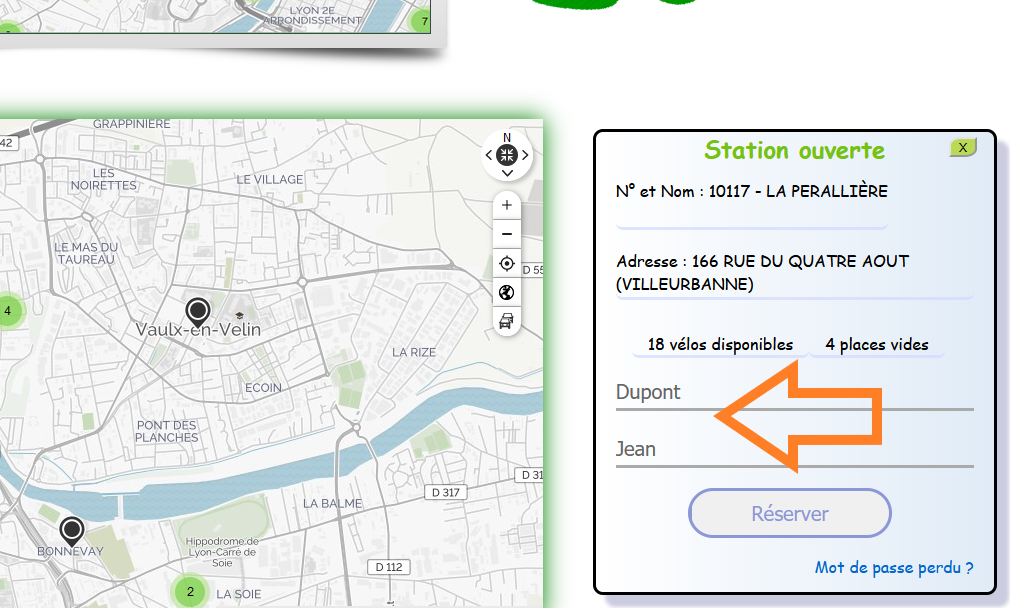 LYON 2E
ARRONDISSEMENT
7
GRAPPINIÈRE
42
N
LES
NOIRETTES
LE VILLAGE
LE MAS DU
TAUREAU
D 55
4
Vaulx-en-Velin
LA RIZE
ECOIN
PONT DES
PLANCHES
D 31
D 317
LA BALME
BONNEVAY
Hippodrome de
Lyon-Carré de
Soie
D 112
2
LA SOIE
Station ouverte
X
N° et Nom : 10117 - LA PERALLIÈRE
Adresse : 166 RUE DU QUATRE AOUT
(VILLEURBANNE)
18 vélos disponibles 4 places vides
Dupont
Jean
Réserver
Mot de passe perdu ?